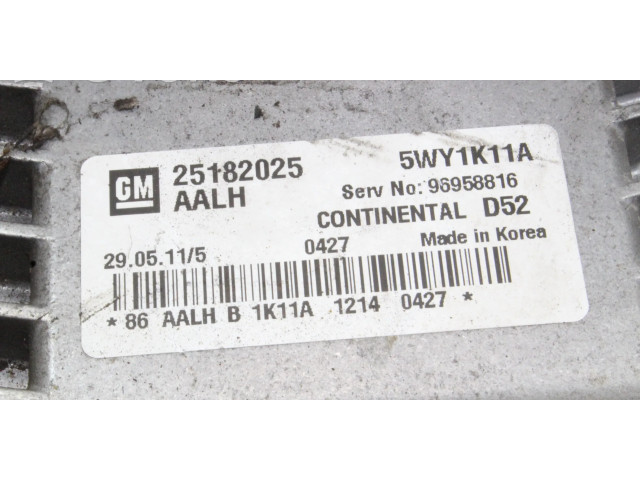 GM 25182025 5WY1K11A
AALH Serv No: 96958816
CONTINENTAL D52
29.05.11/5 0427 Made in Korea
* 86 AALH B 1K11A 1214 0427 *